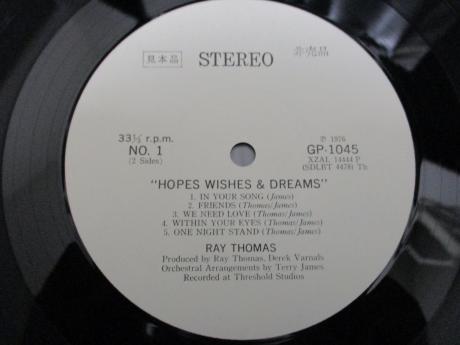 見本品 STEREO 非売品
33⅓ r.p.m. ℗ 1976
NO. 1 GP-1045
(2 Sides) XZAL 14444 P
(SDLBT 4478) Th
"HOPES WISHES & DREAMS"
1. IN YOUR SONG (James)
2. FRIENDS (Thomas/James)
3. WE NEED LOVE (Thomas/James)
4. WITHIN YOUR EYES (Thomas/James)
5. ONE NIGHT STAND (Thomas/James)
RAY THOMAS
Produced by Ray Thomas, Derek Varnals
Orchestral Arrangements by Terry James
Recorded at Threshold Studios